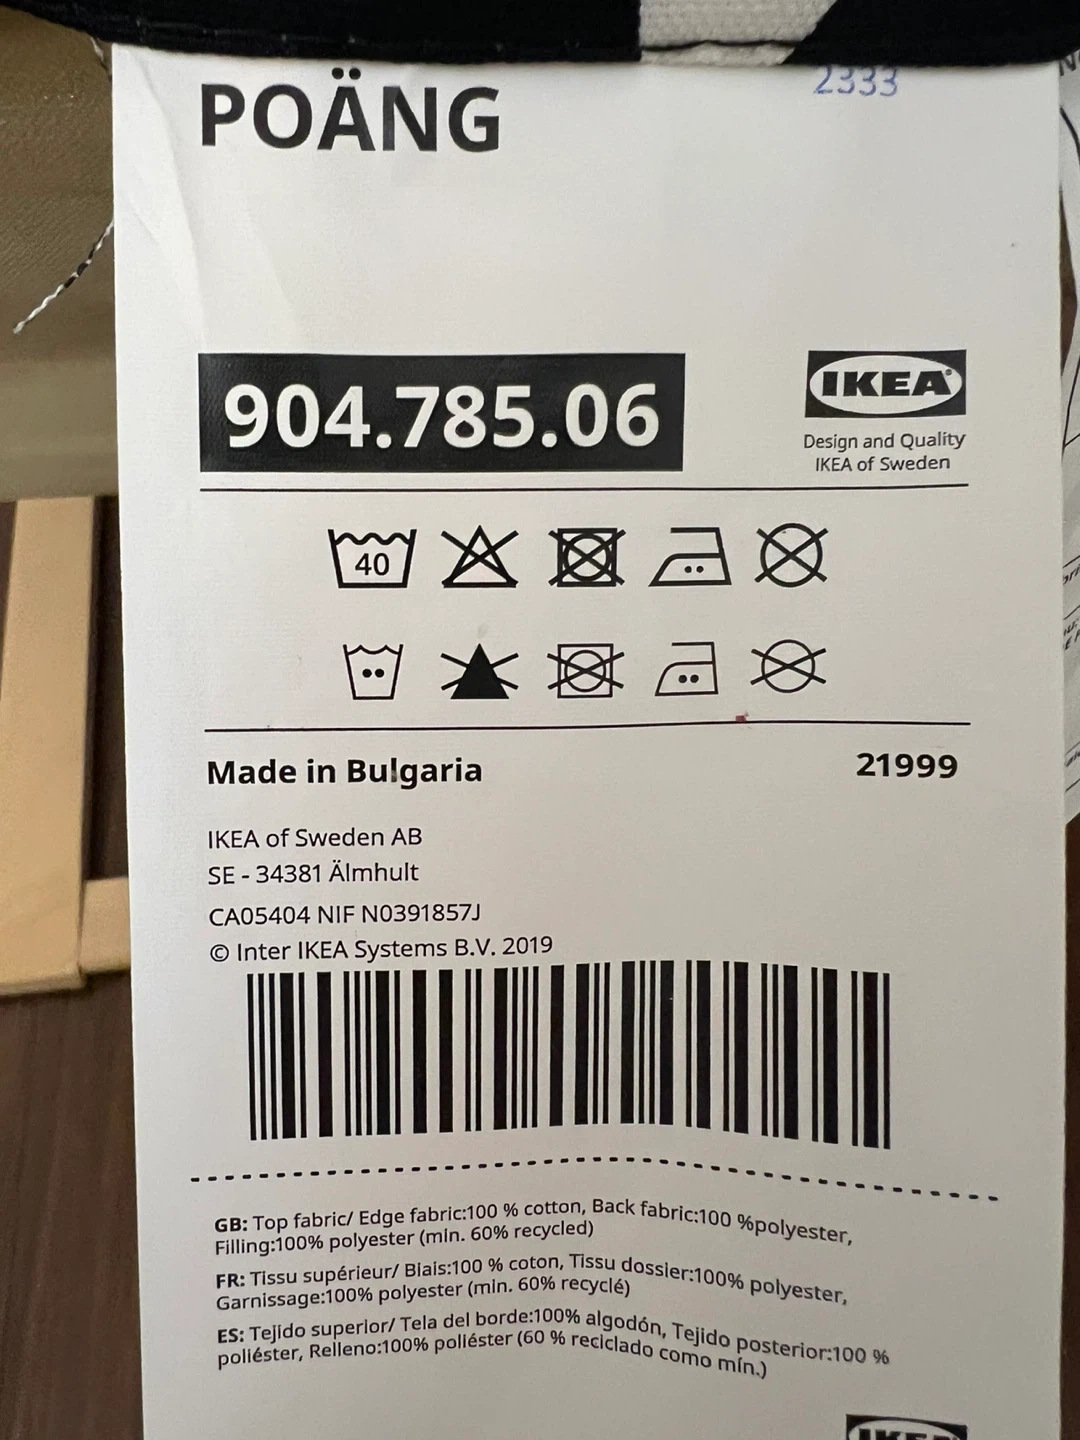 POÄNG
2333
904.785.06
IKEA
Design and Quality
IKEA of Sweden
40
Made in Bulgaria
21999
IKEA of Sweden AB
SE - 34381 Älmhult
CA05404 NIF N0391857J
© Inter IKEA Systems B.V. 2019
GB: Top fabric/ Edge fabric:100 % cotton, Back fabric:100 %polyester,
Filling:100% polyester (min. 60% recycled)
FR: Tissu supérieur/ Biais:100 % coton, Tissu dossier:100% polyester,
Garnissage:100% polyester (min. 60% recyclé)
ES: Tejido superior/ Tela del borde:100% algodón, Tejido posterior:100 %
poliéster, Relleno:100% poliéster (60 % reciclado como mín.)
IKEA